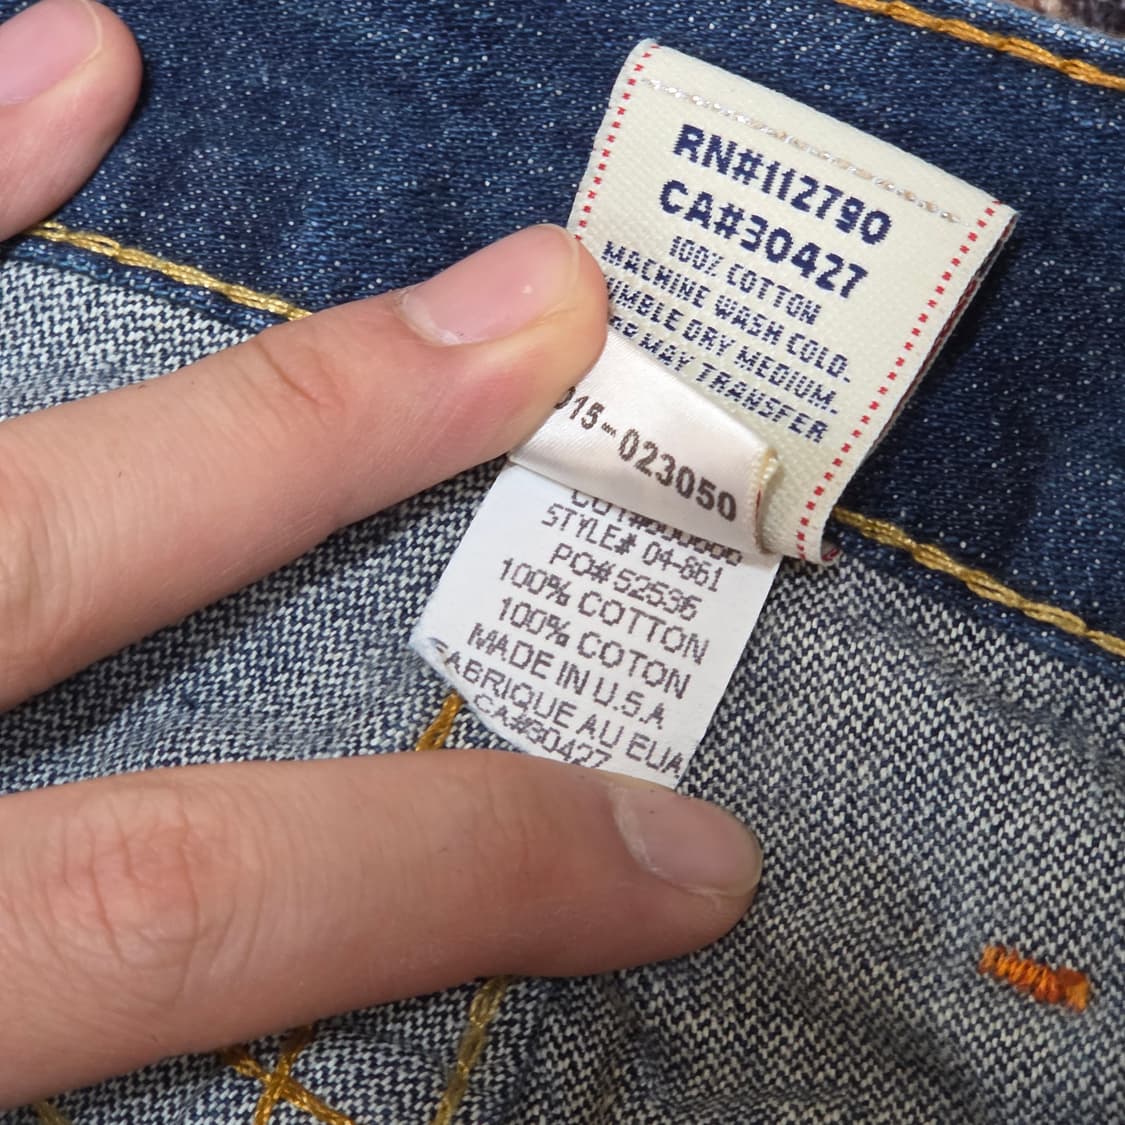 RN#112790
CA#30427
100% COTTON
MACHINE WASH COLD.
DRY MEDIUM.
MAY TRANSFER
15-023050
STYLE# 04-861
PO# 52536
100% COTTON
100% COTON
MADE IN U.S.A
FABRIQUE AU EUA
CA#30427